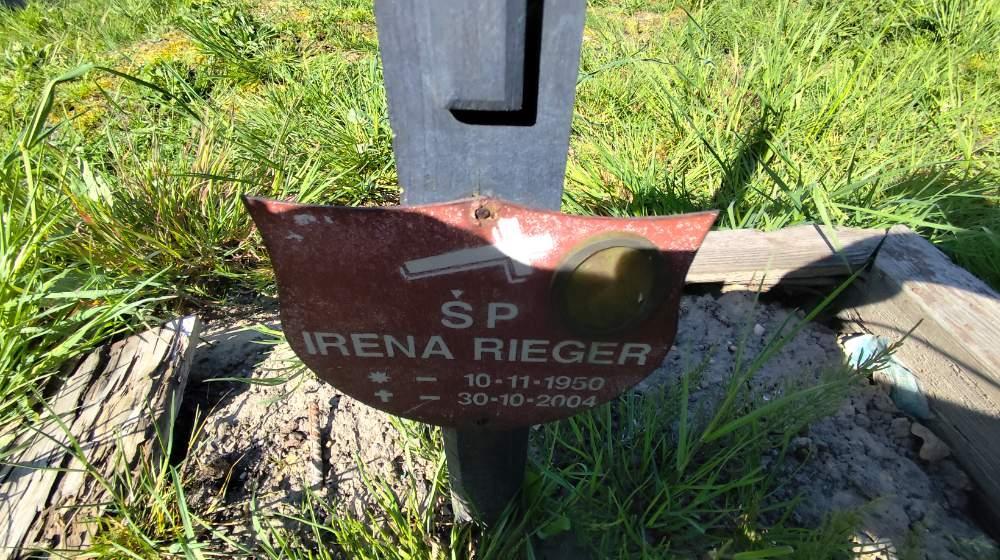 ŚP
IRENA RIEGER
* - 10-11-1950
✝ - 30-10-2004